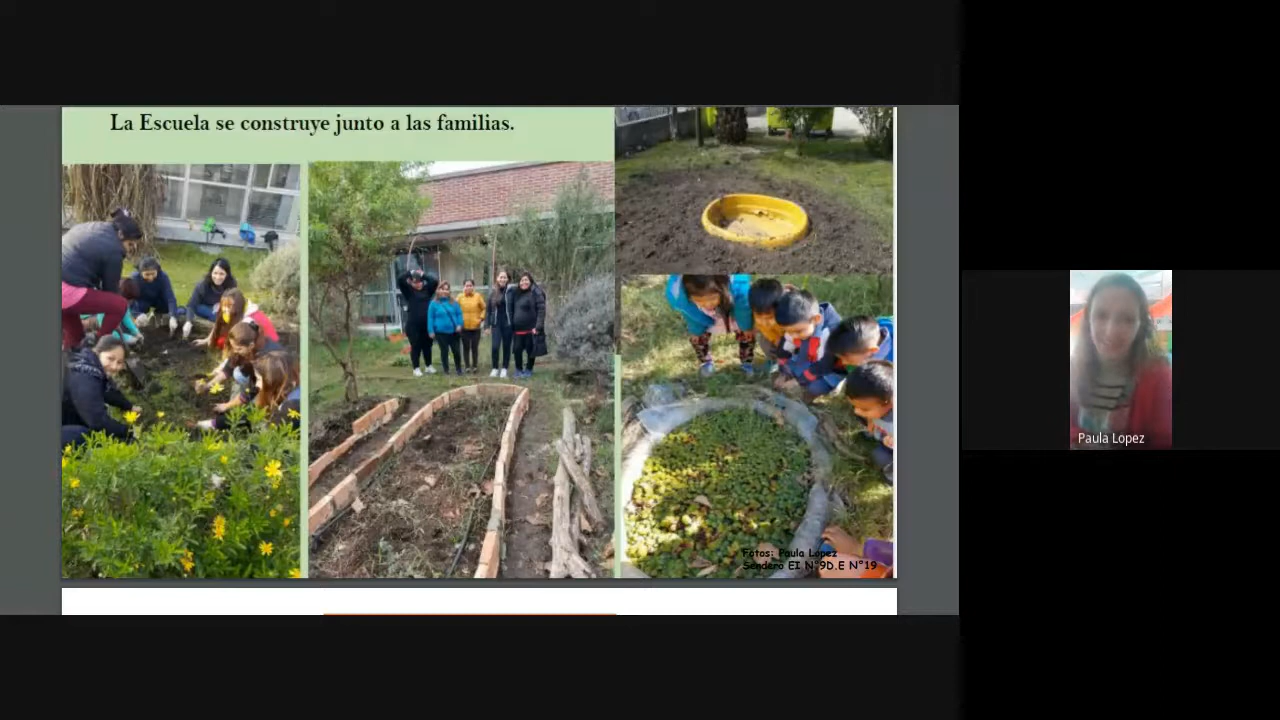 La Escuela se construye junto a las familias.
Fotos: Paula Lopez
Sendero EI N°9D.E N°19
Paula Lopez